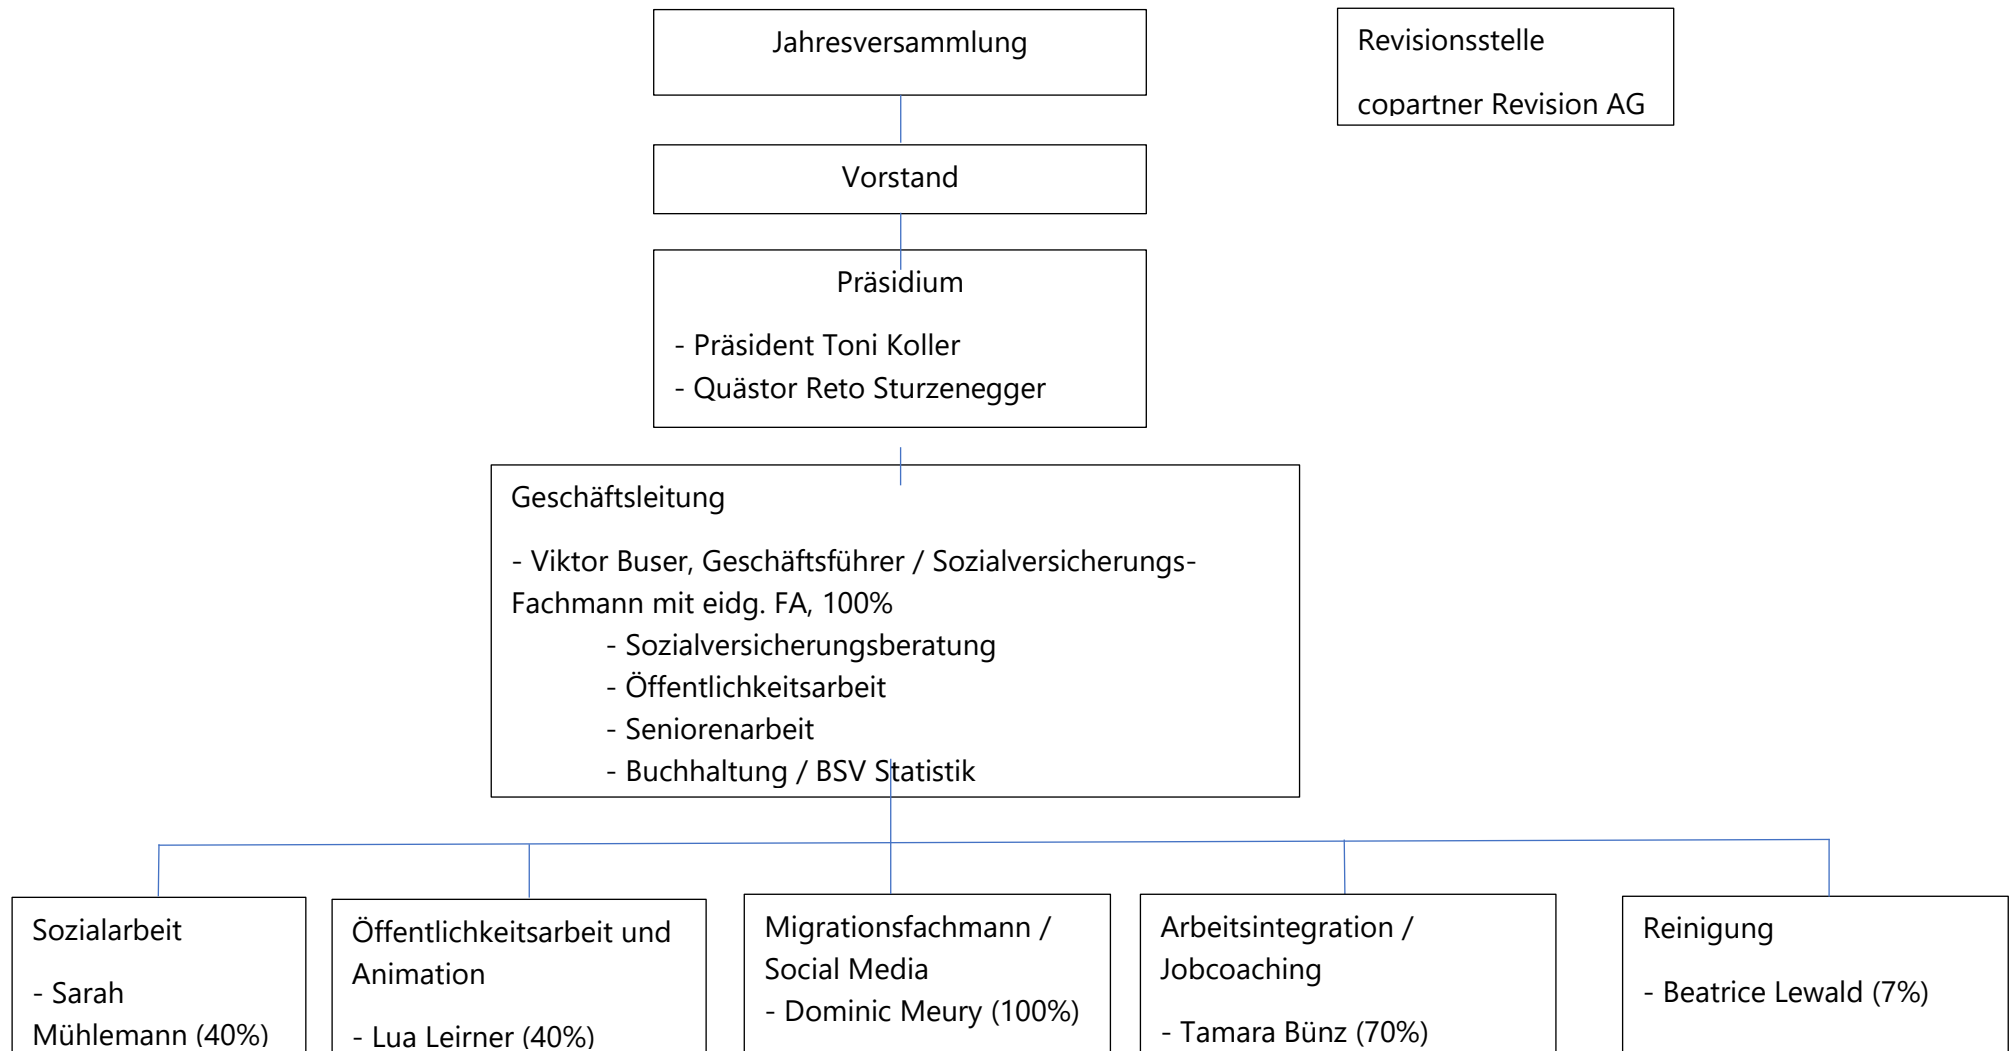 Jahresversammlung
Revisionsstelle
copartner Revision AG
Vorstand
Präsidium
- Präsident Toni Koller
- Quästor Reto Sturzenegger
Geschäftsleitung
- Viktor Buser, Geschäftsführer / Sozialversicherungs-
Fachmann mit eidg. FA, 100%
- Sozialversicherungsberatung
- Öffentlichkeitsarbeit
- Seniorenarbeit
- Buchhaltung / BSV Statistik
Sozialarbeit
- Sarah
Mühlemann (40%)
Öffentlichkeitsarbeit und
Animation
- Lua Leirner (40%)
Migrationsfachmann /
Social Media
- Dominic Meury (100%)
Arbeitsintegration /
Jobcoaching
- Tamara Bünz (70%)
Reinigung
- Beatrice Lewald (7%)